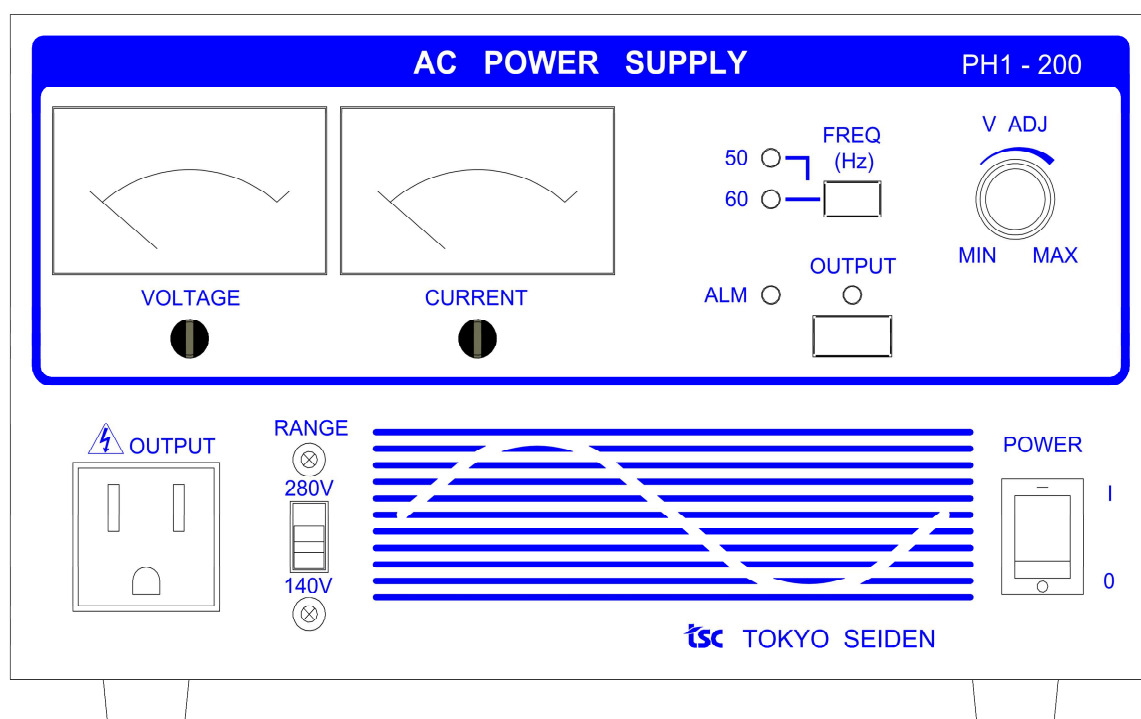 AC POWER SUPPLY PH1 - 200
VOLTAGE
CURRENT
50
60
FREQ
(Hz)
V ADJ
MIN MAX
ALM
OUTPUT
OUTPUT
RANGE
280V
140V
POWER
I
0
tsc TOKYO SEIDEN